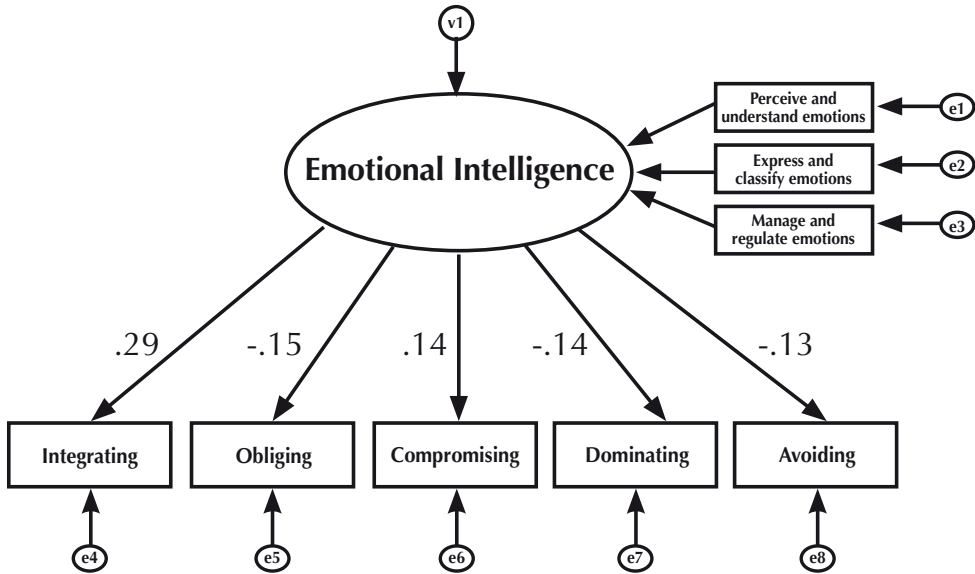 v1
Perceive and
understand emotions
e1
Emotional Intelligence
Express and
classify emotions
e2
Manage and
regulate emotions
e3
.29
-.15
.14
-.14
-.13
Integrating
Obliging
Compromising
Dominating
Avoiding
e4
e5
e6
e7
e8